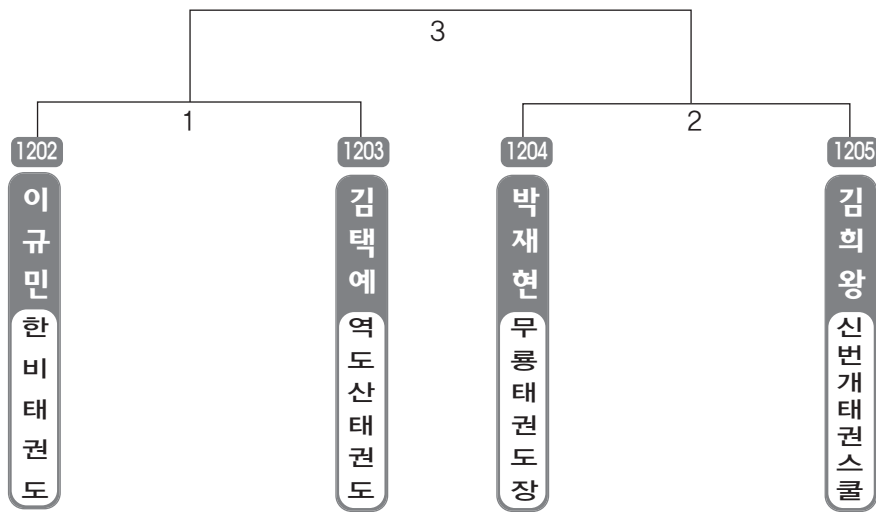 3
1
2
1202
이규민
한비태권도
1203
김택예
역도산태권도
1204
박재현
무룡태권도장
1205
김희왕
신번개태권스쿨